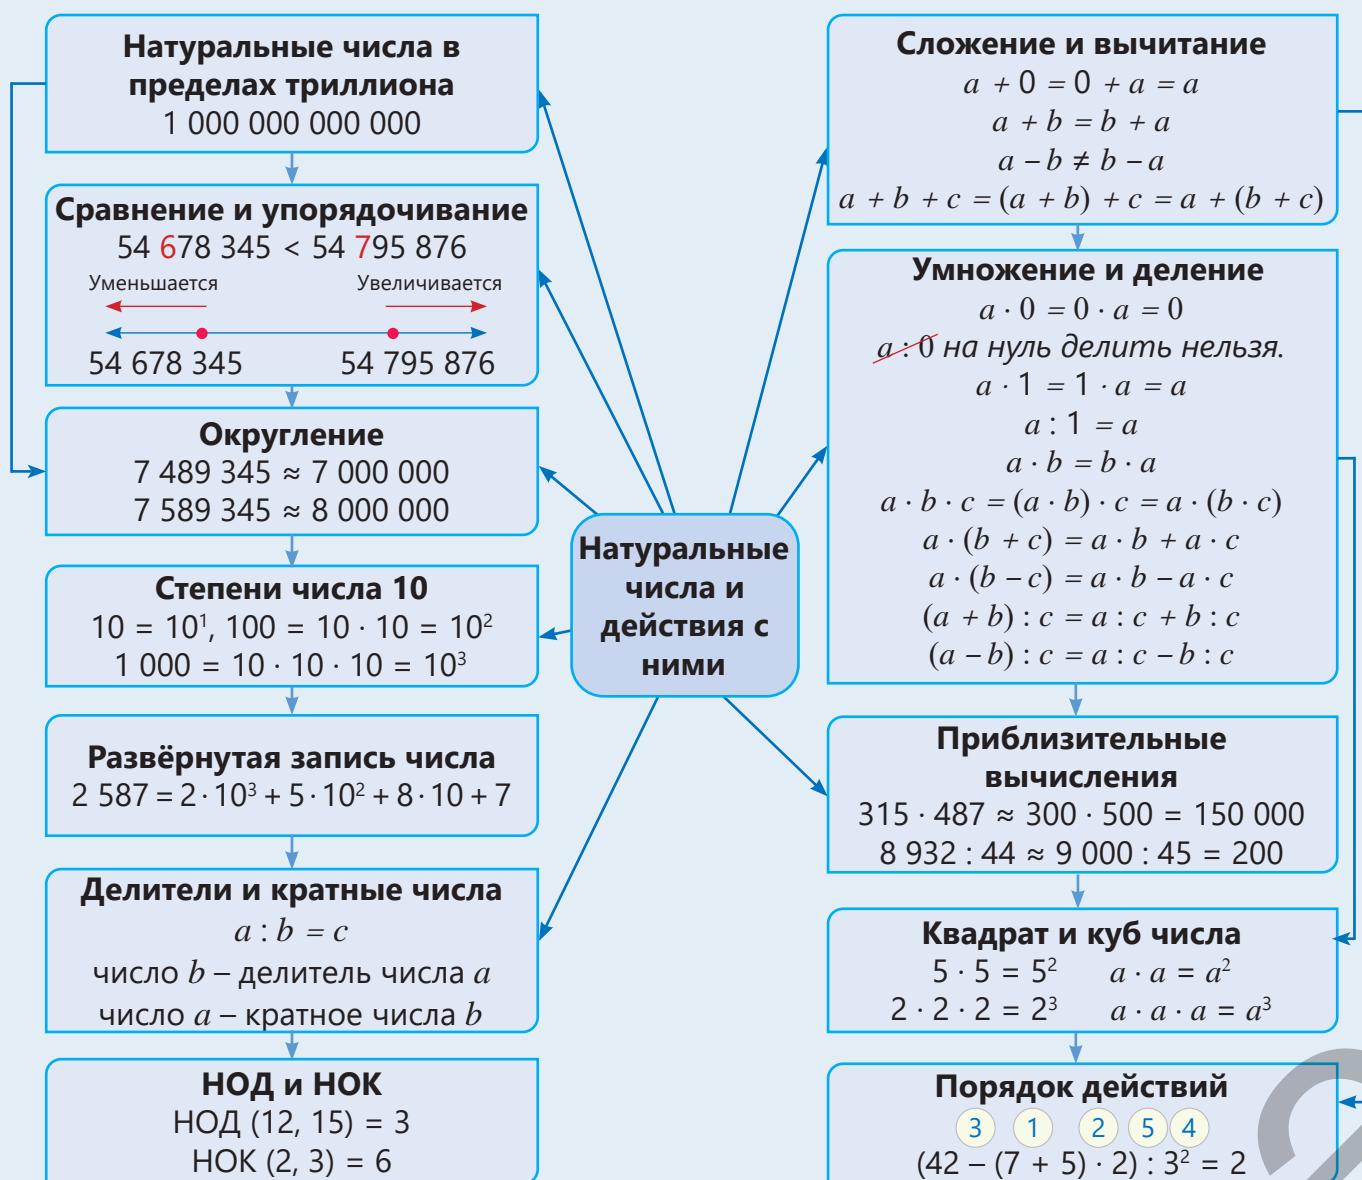 Натуральные числа в
пределах триллиона
1 000 000 000 000
Сравнение и упорядочивание
54 678 345 < 54 795 876
Уменьшается Увеличивается
54 678 345 54 795 876
Округление
7 489 345 ≈ 7 000 000
7 589 345 ≈ 8 000 000
Степени числа 10
10 = 10¹, 100 = 10 · 10 = 10²
1 000 = 10 · 10 · 10 = 10³
Развёрнутая запись числа
2 587 = 2 · 10³ + 5 · 10² + 8 · 10 + 7
Делители и кратные числа
a : b = c
число b – делитель числа a
число a – кратное числа b
НОД и НОК
НОД (12, 15) = 3
НОК (2, 3) = 6
Натуральные
числа и
действия с
ними
Сложение и вычитание
a + 0 = 0 + a = a
a + b = b + a
a – b ≠ b – a
a + b + c = (a + b) + c = a + (b + c)
Умножение и деление
a · 0 = 0 · a = 0
a : 0 на нуль делить нельзя.
a · 1 = 1 · a = a
a : 1 = a
a · b = b · a
a · b · c = (a · b) · c = a · (b · c)
a · (b + c) = a · b + a · c
a · (b – c) = a · b – a · c
(a + b) : c = a : c + b : c
(a – b) : c = a : c – b : c
Приблизительные
вычисления
315 · 487 ≈ 300 · 500 = 150 000
8 932 : 44 ≈ 9 000 : 45 = 200
Квадрат и куб числа
5 · 5 = 5² a · a = a²
2 · 2 · 2 = 2³ a · a · a = a³
Порядок действий
3 1 2 5 4
(42 – (7 + 5) · 2) : 3² = 2